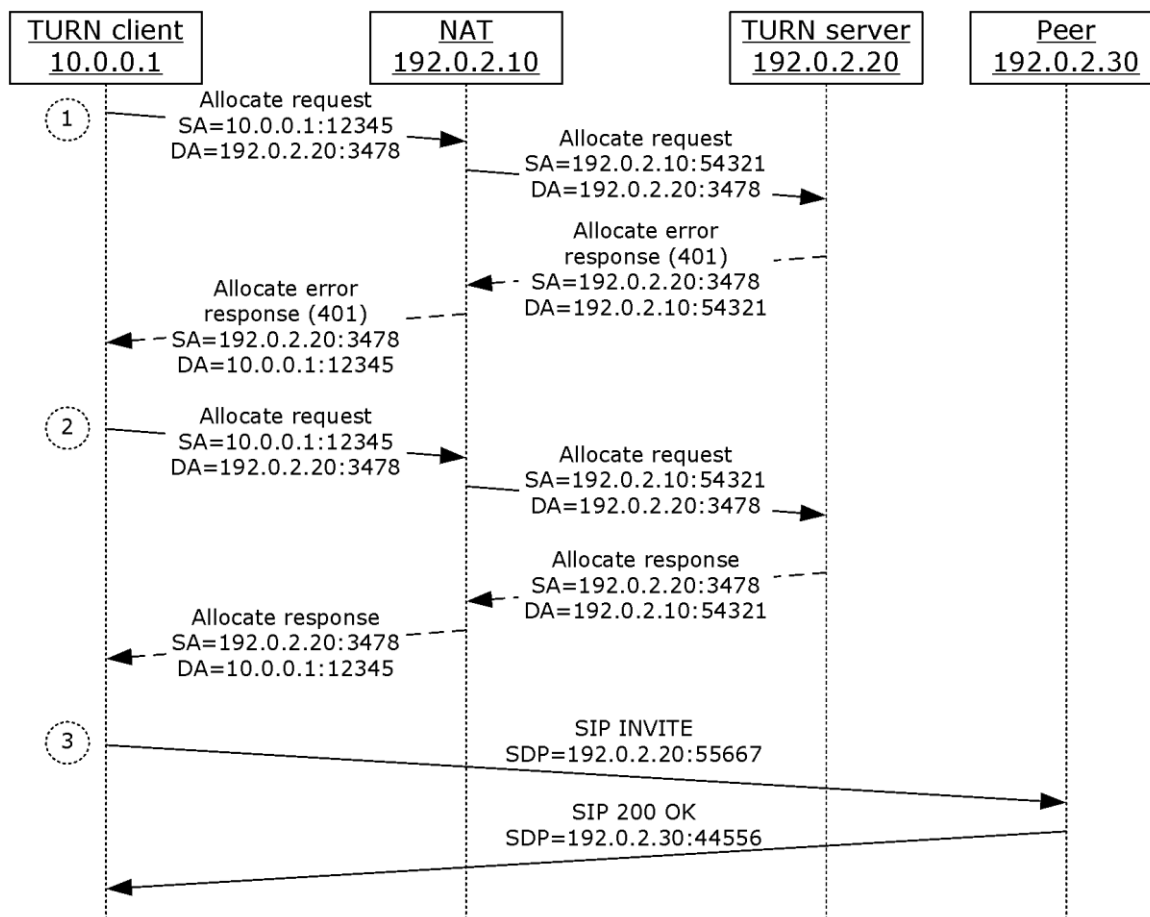 TURN client
10.0.0.1
NAT
192.0.2.10
TURN server
192.0.2.20
Peer
192.0.2.30
1
Allocate request
SA=10.0.0.1:12345
DA=192.0.2.20:3478
Allocate request
SA=192.0.2.10:54321
DA=192.0.2.20:3478
Allocate error
response (401)
SA=192.0.2.20:3478
DA=192.0.2.10:54321
Allocate error
response (401)
SA=192.0.2.20:3478
DA=10.0.0.1:12345
2
Allocate request
SA=10.0.0.1:12345
DA=192.0.2.20:3478
Allocate request
SA=192.0.2.10:54321
DA=192.0.2.20:3478
Allocate response
SA=192.0.2.20:3478
DA=192.0.2.10:54321
Allocate response
SA=192.0.2.20:3478
DA=10.0.0.1:12345
3
SIP INVITE
SDP=192.0.2.20:55667
SIP 200 OK
SDP=192.0.2.30:44556